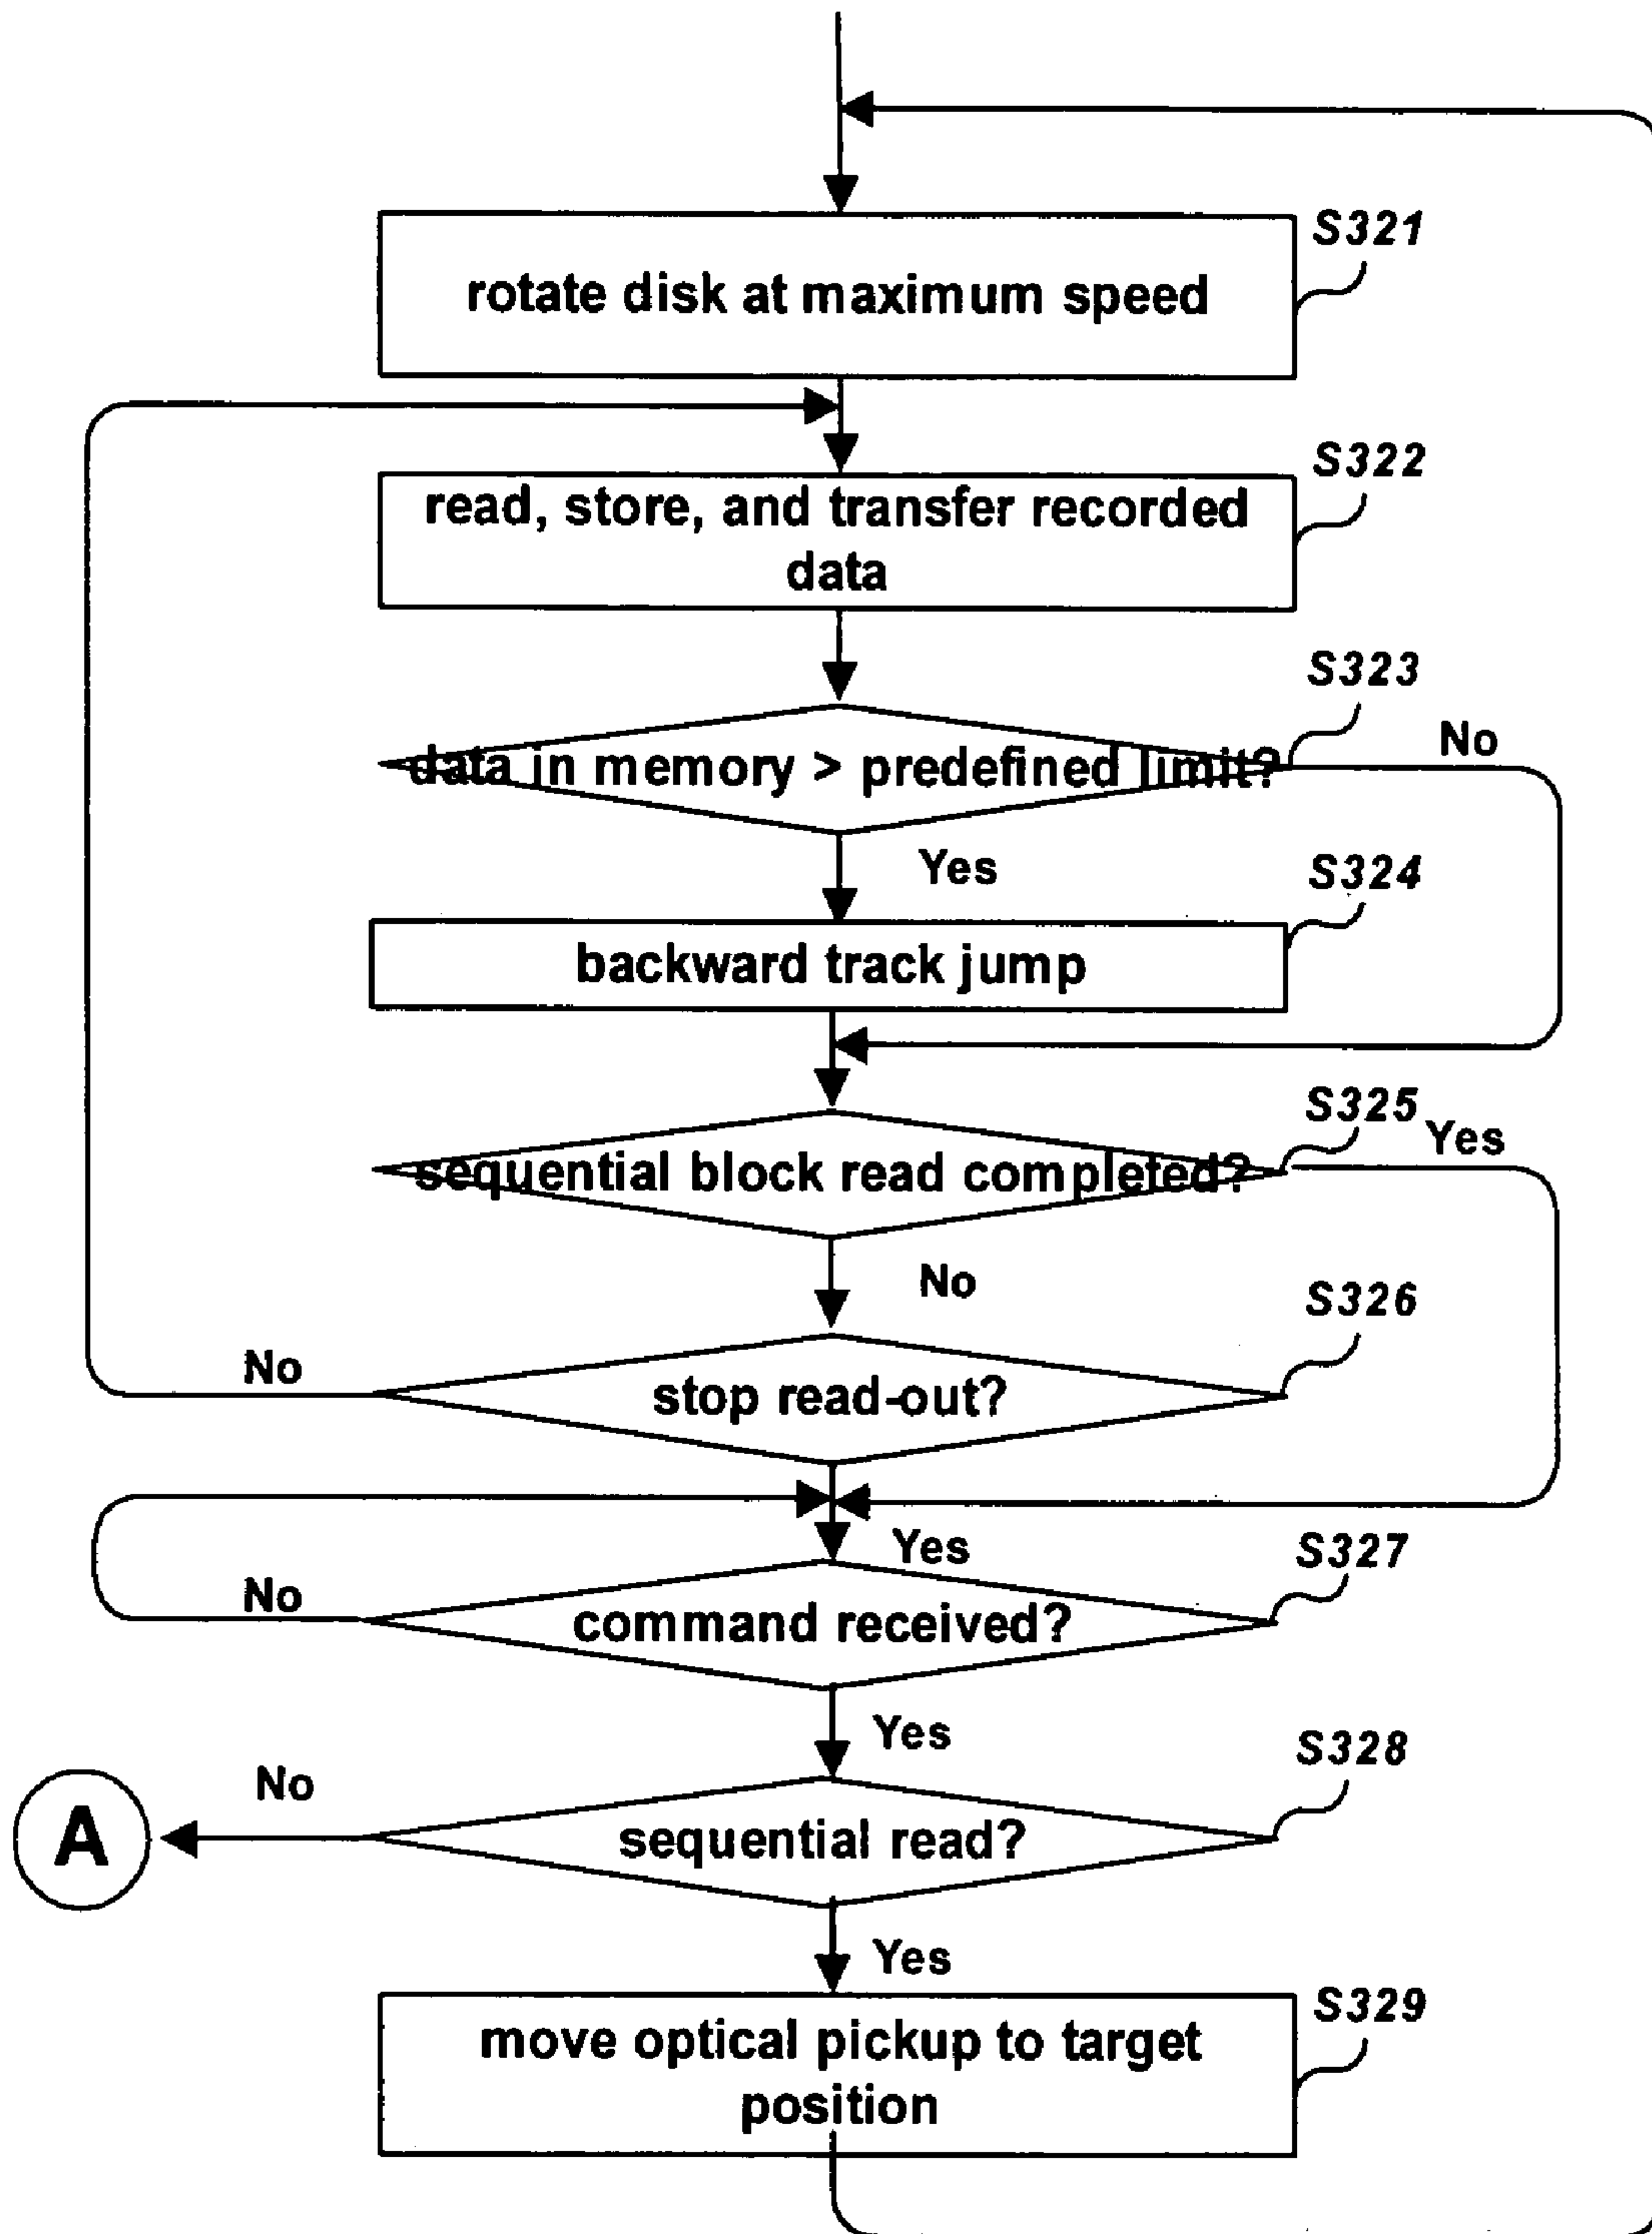 S321
rotate disk at maximum speed
S322
read, store, and transfer recorded
data
S323
No
data in memory > predefined limit?
Yes
S324
backward track jump
S325
Yes
sequential block read completed?
No
S326
No
stop read-out?
Yes
S327
No
command received?
Yes
S328
No
A
sequential read?
Yes
S329
move optical pickup to target
position